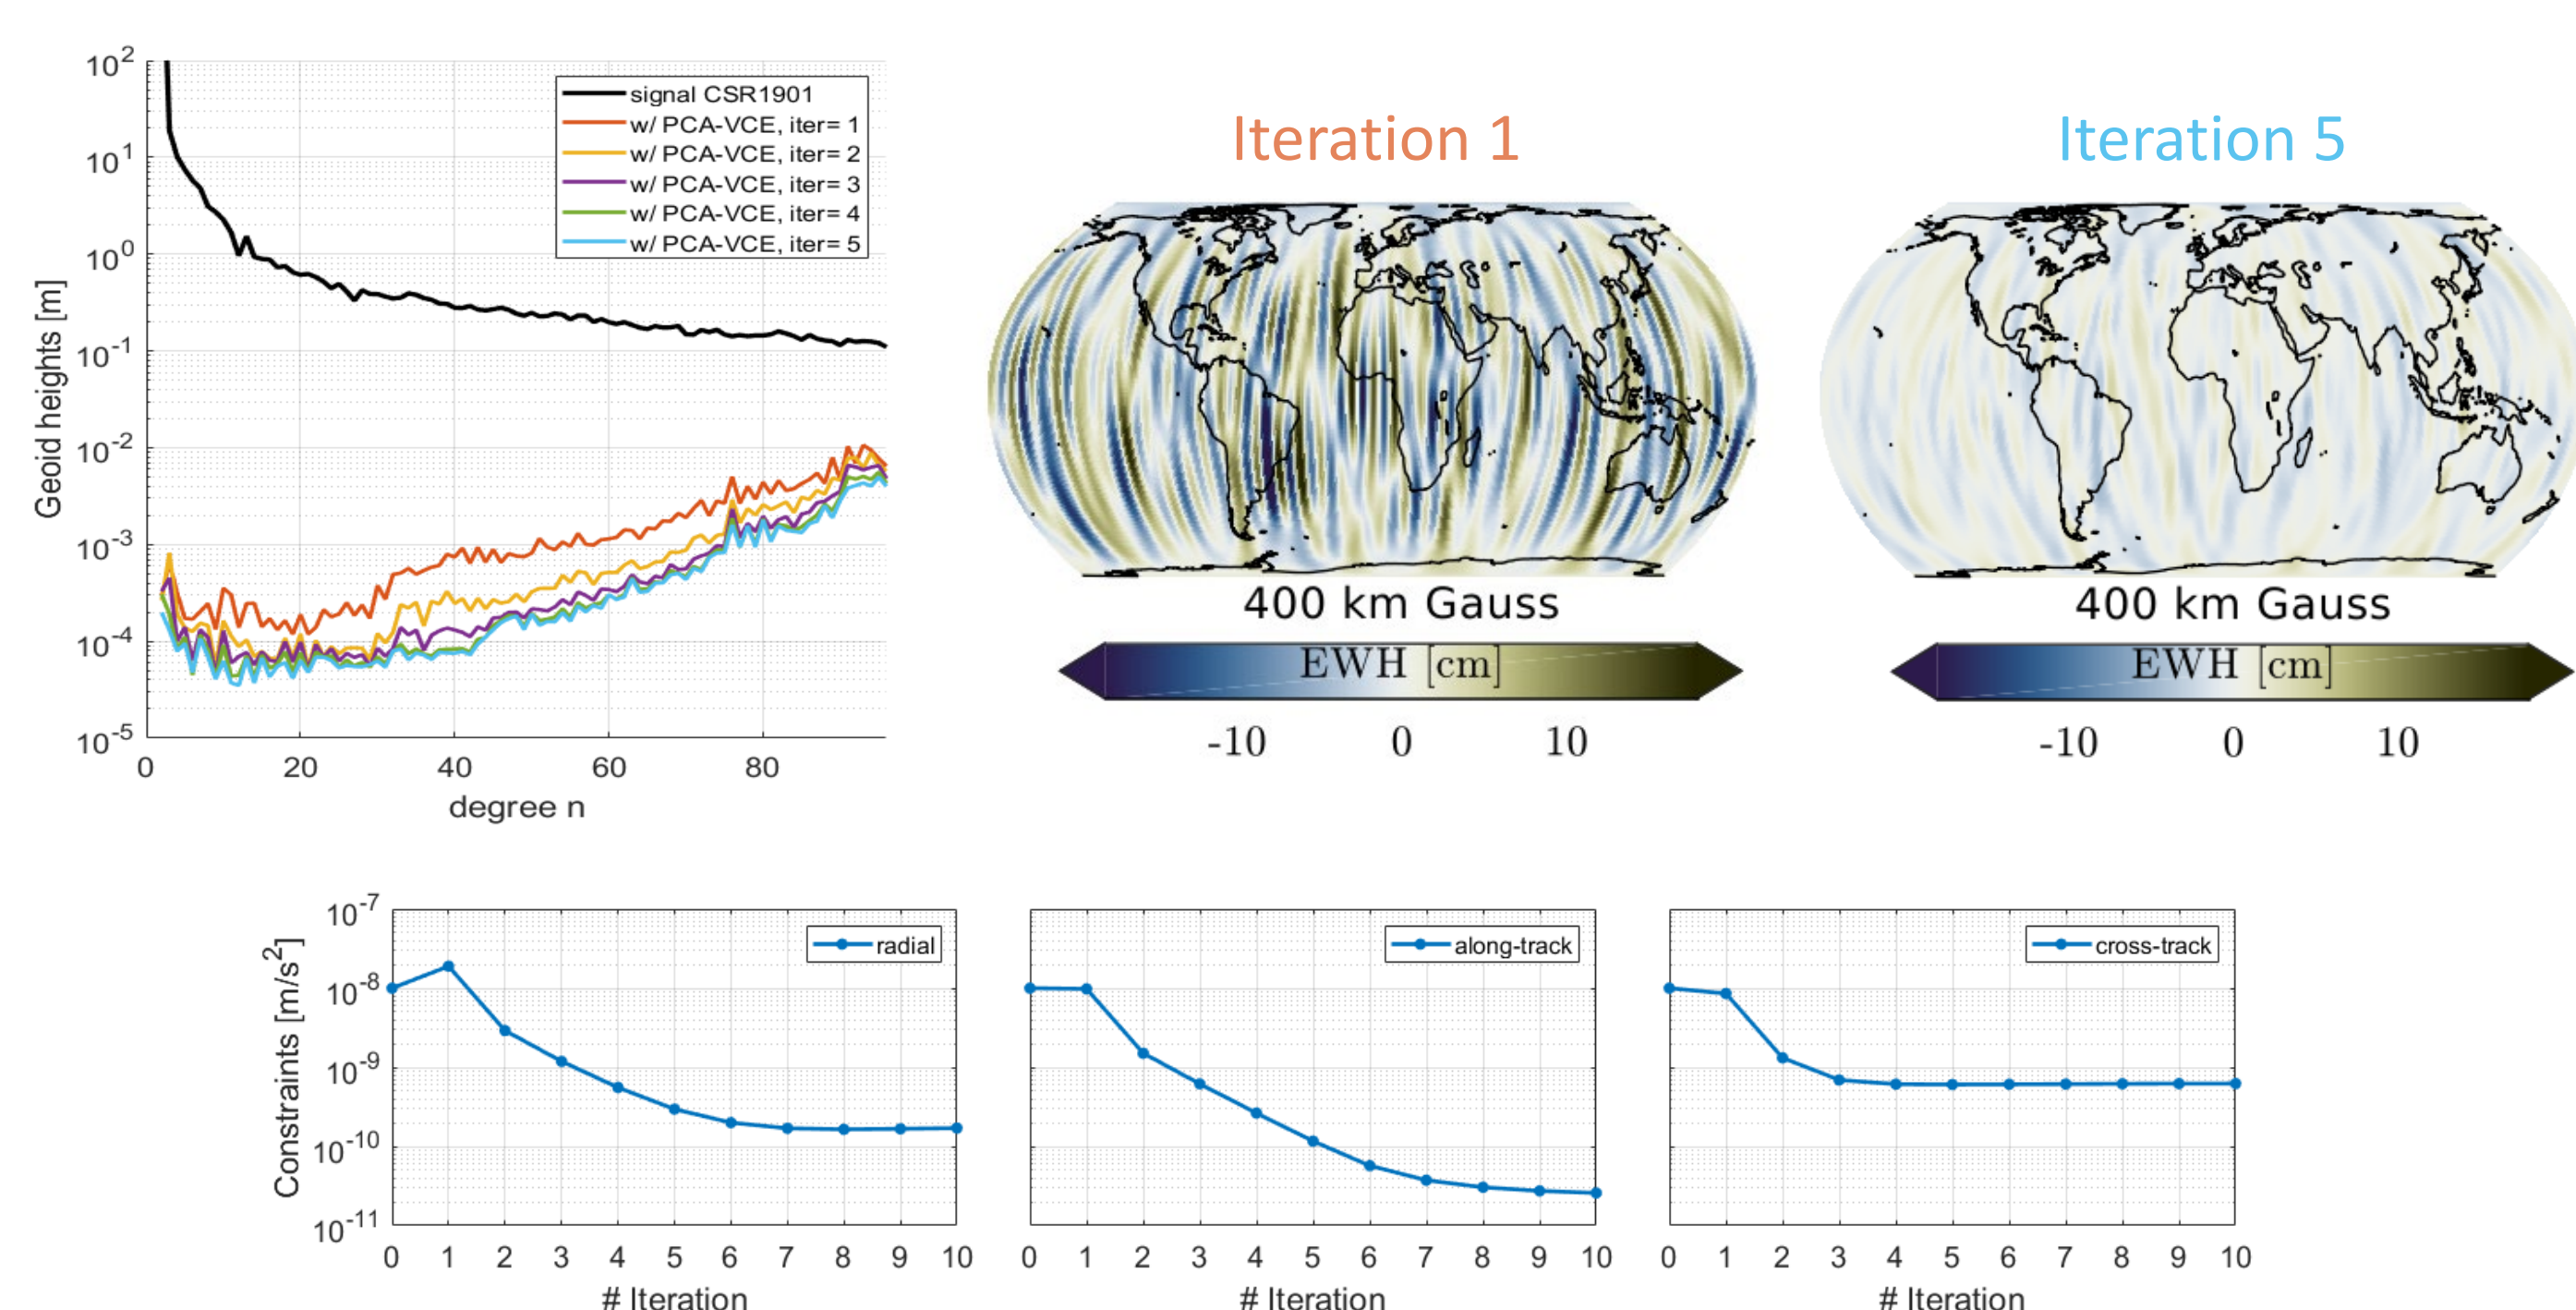 10^2
10^1
10^0
10^-1
10^-2
10^-3
10^-4
10^-5
Geoid heights [m]
0 20 40 60 80
degree n
signal CSR1901
w/ PCA-VCE, iter= 1
w/ PCA-VCE, iter= 2
w/ PCA-VCE, iter= 3
w/ PCA-VCE, iter= 4
w/ PCA-VCE, iter= 5
Iteration 1
400 km Gauss
EWH [cm]
-10 0 10
Iteration 5
400 km Gauss
EWH [cm]
-10 0 10
10^-7
10^-8
10^-9
10^-10
10^-11
Constraints [m/s^2]
radial
0 1 2 3 4 5 6 7 8 9 10
# Iteration
along-track
0 1 2 3 4 5 6 7 8 9 10
# Iteration
cross-track
0 1 2 3 4 5 6 7 8 9 10
# Iteration